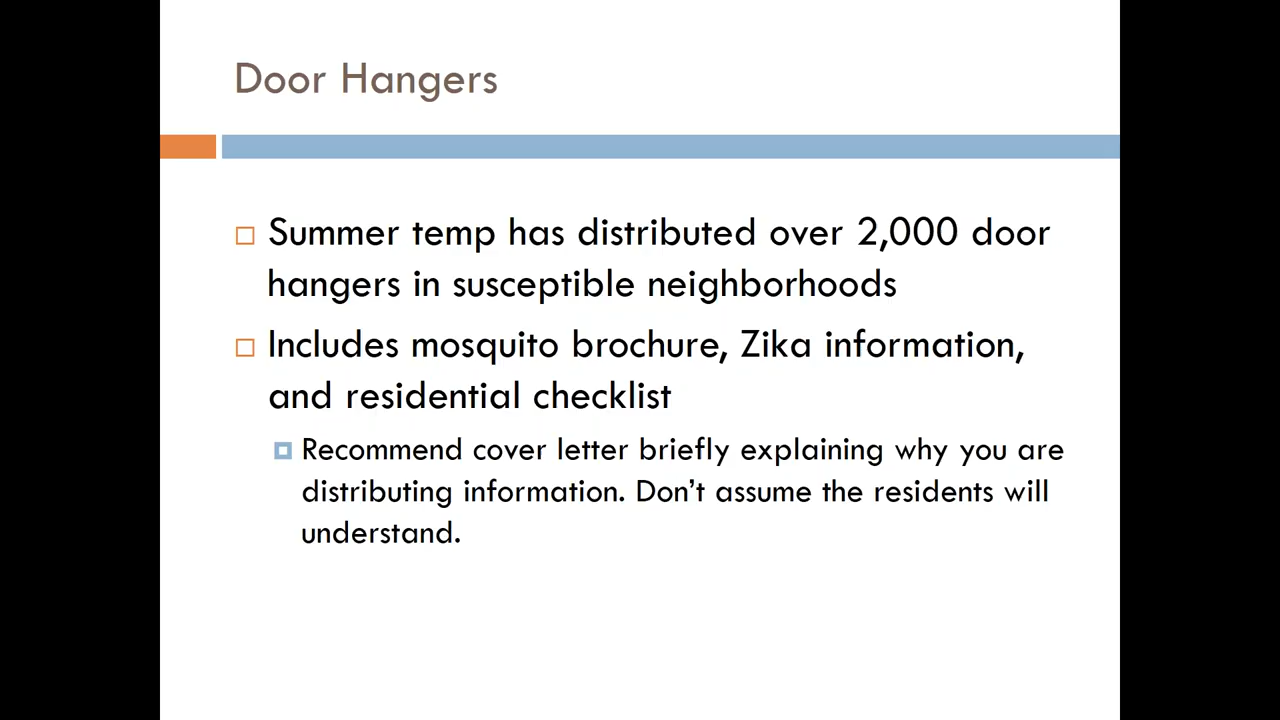 Door Hangers
Summer temp has distributed over 2,000 door
hangers in susceptible neighborhoods
Includes mosquito brochure, Zika information,
and residential checklist
Recommend cover letter briefly explaining why you are
distributing information. Don’t assume the residents will
understand.